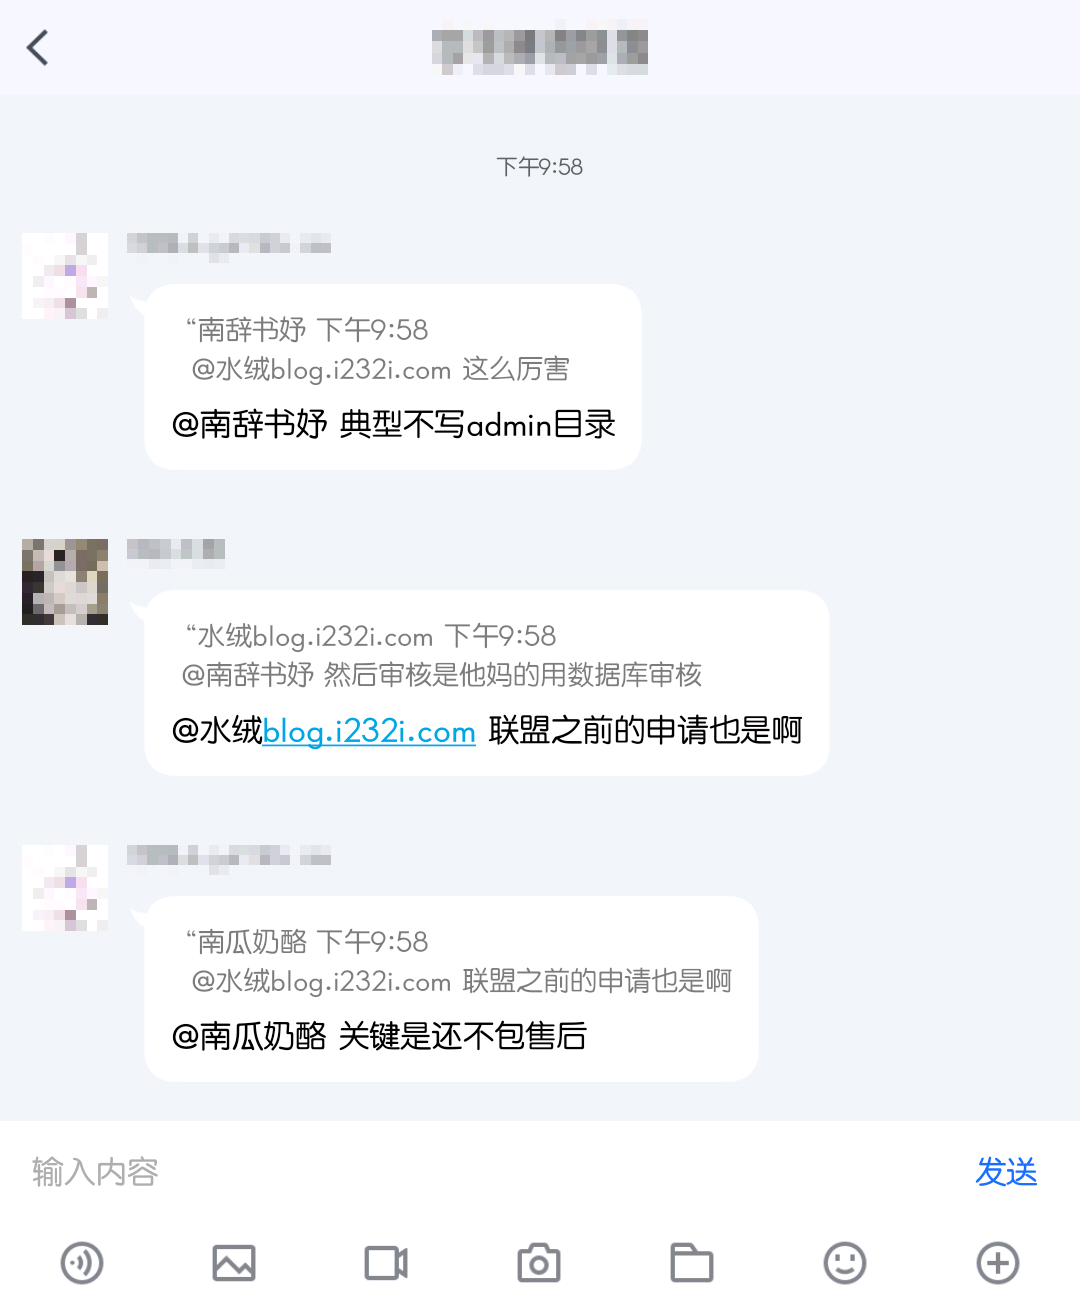 下午9:58
“南辞书妤 下午9:58
@水绒blog.i232i.com 这么厉害
@南辞书妤 典型不写admin目录
“水绒blog.i232i.com 下午9:58
@南辞书妤 然后审核是他妈的用数据库审核
@水绒blog.i232i.com 联盟之前的申请也是啊
“南瓜奶酪 下午9:58
@水绒blog.i232i.com 联盟之前的申请也是啊
@南瓜奶酪 关键是还不包售后
输入内容
发送